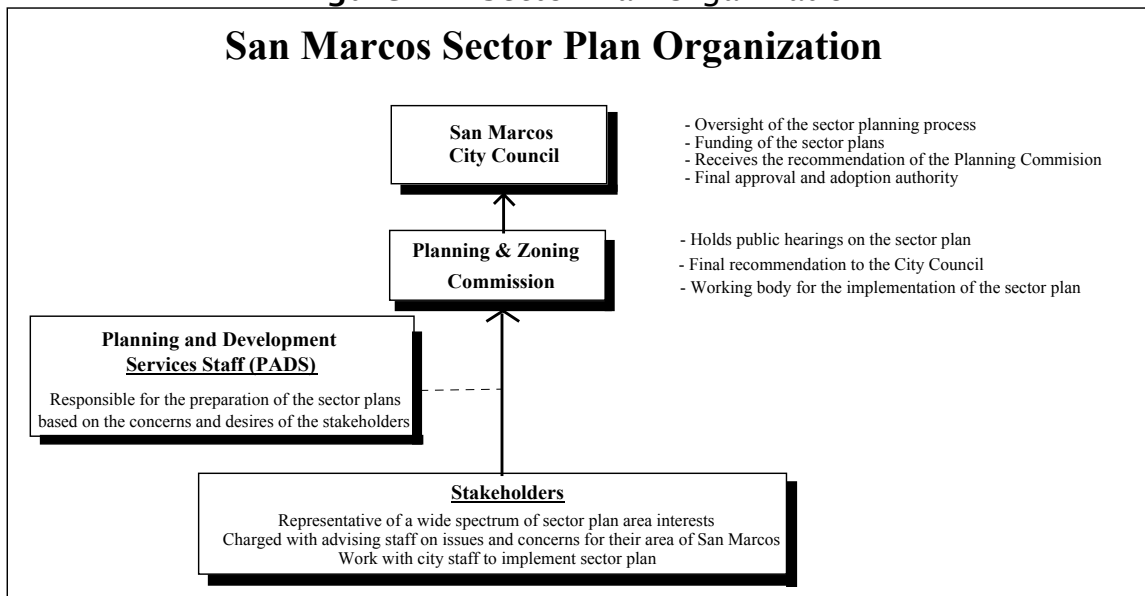 San Marcos Sector Plan Organization
San Marcos
City Council
- Oversight of the sector planning process
- Funding of the sector plans
- Receives the recommendation of the Planning Commision
- Final approval and adoption authority
Planning & Zoning
Commission
- Holds public hearings on the sector plan
- Final recommendation to the City Council
- Working body for the implementation of the sector plan
Planning and Development
Services Staff (PADS)
Responsible for the preparation of the sector plans
based on the concerns and desires of the stakeholders
Stakeholders
Representative of a wide spectrum of sector plan area interests
Charged with advising staff on issues and concerns for their area of San Marcos
Work with city staff to implement sector plan